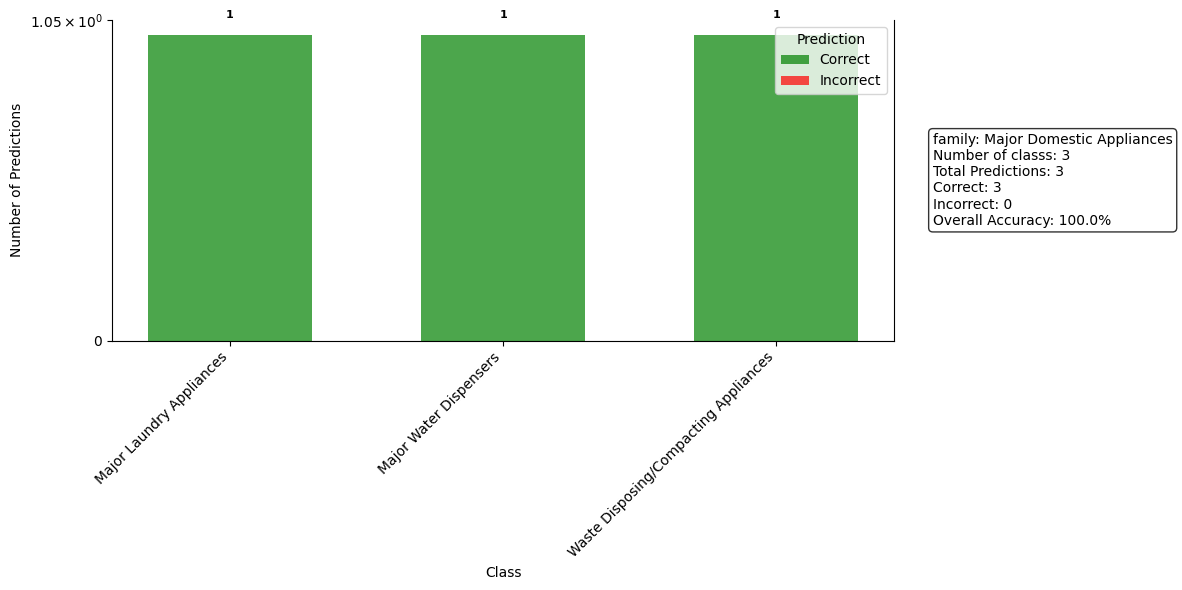 1.05 × 10⁰
0
Number of Predictions
1
1
1
Prediction
Correct
Incorrect
family: Major Domestic Appliances
Number of classs: 3
Total Predictions: 3
Correct: 3
Incorrect: 0
Overall Accuracy: 100.0%
Major Laundry Appliances
Major Water Dispensers
Waste Disposing/Compacting Appliances
Class